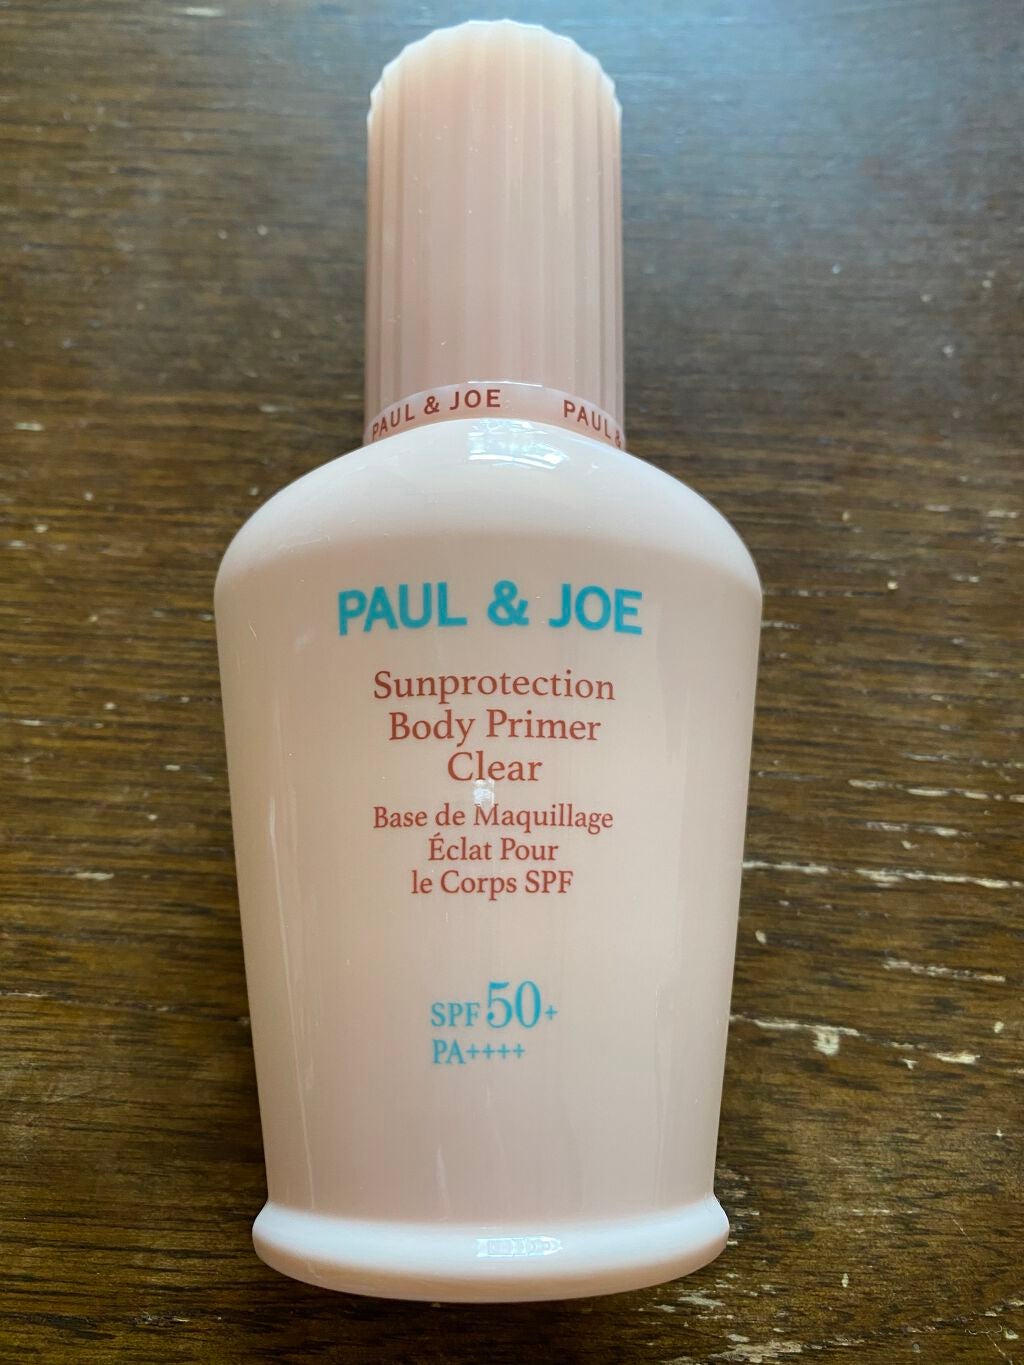 PAUL & JOE PAUL &
PAUL & JOE
Sunprotection
Body Primer
Clear
Base de Maquillage
Éclat Pour
le Corps SPF
SPF 50+
PA++++